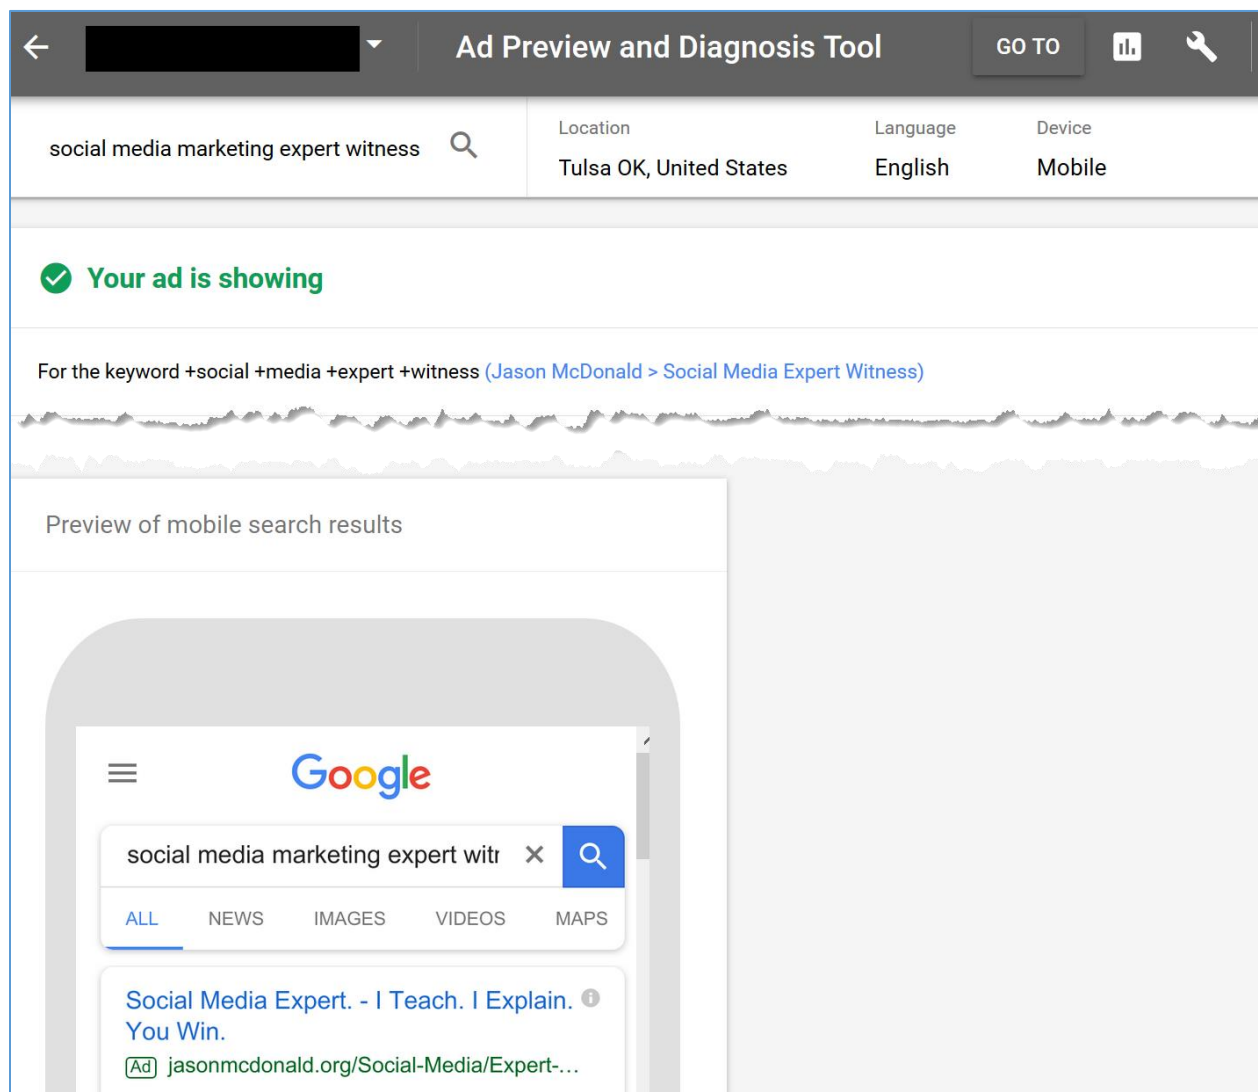 Ad Preview and Diagnosis Tool
GO TO
social media marketing expert witness
Location
Tulsa OK, United States
Language
English
Device
Mobile
Your ad is showing
For the keyword +social +media +expert +witness (Jason McDonald > Social Media Expert Witness)
Preview of mobile search results
Google
social media marketing expert witr
ALL NEWS IMAGES VIDEOS MAPS
Social Media Expert. - I Teach. I Explain.
You Win.
Ad jasonmcdonald.org/Social-Media/Expert-...